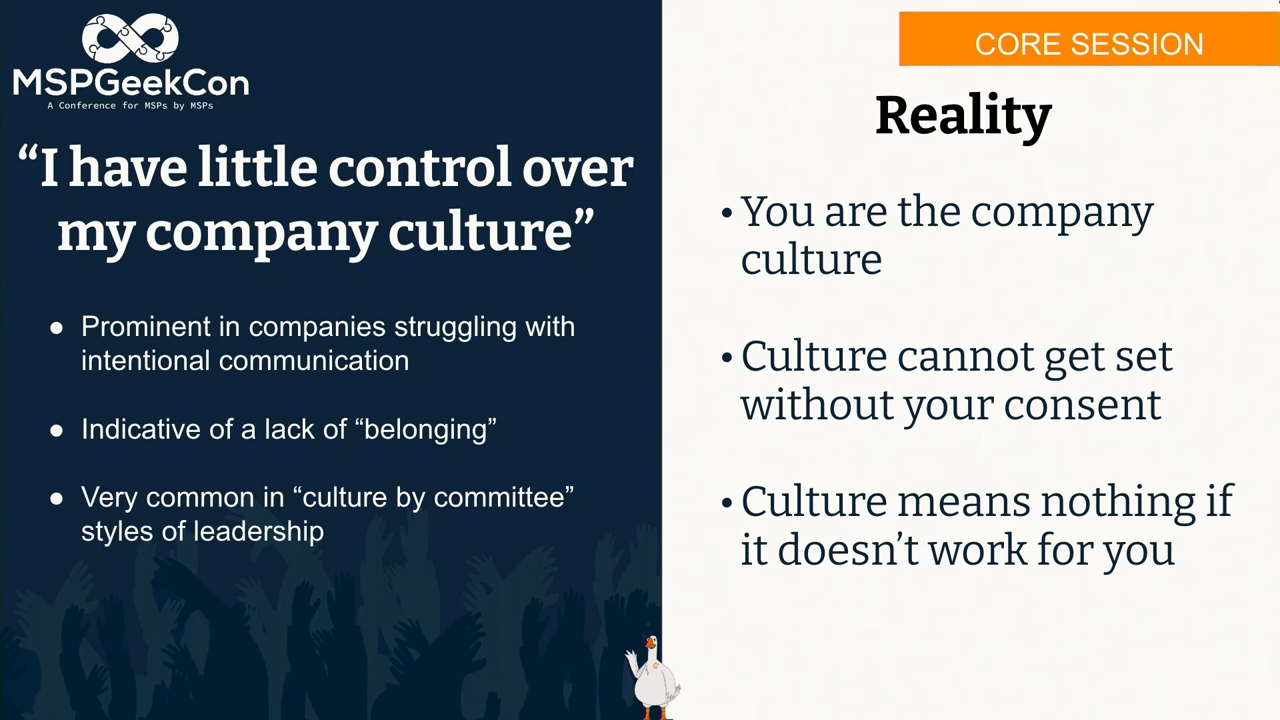 MSPGeekCon
A Conference for MSPs by MSPs
“I have little control over
my company culture”
● Prominent in companies struggling with
intentional communication
● Indicative of a lack of “belonging”
● Very common in “culture by committee”
styles of leadership
CORE SESSION
Reality
• You are the company
culture
• Culture cannot get set
without your consent
• Culture means nothing if
it doesn’t work for you